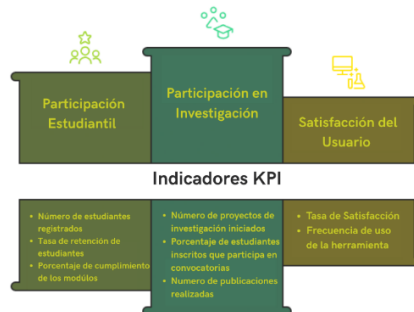 Participación
Estudiantil
Participación en
Investigación
Satisfacción del
Usuario
Indicadores KPI
• Número de estudiantes
registrados
• Tasa de retención de
estudiantes
• Porcentaje de cumplimiento
de los modúlos
• Número de proyectos de
investigación iniciados
• Porcentaje de estudiantes
inscritos que participa en
convocatorias
• Numero de publicaciones
realizadas
• Tasa de Satisfacción
• Frecuencia de uso
de la herramienta